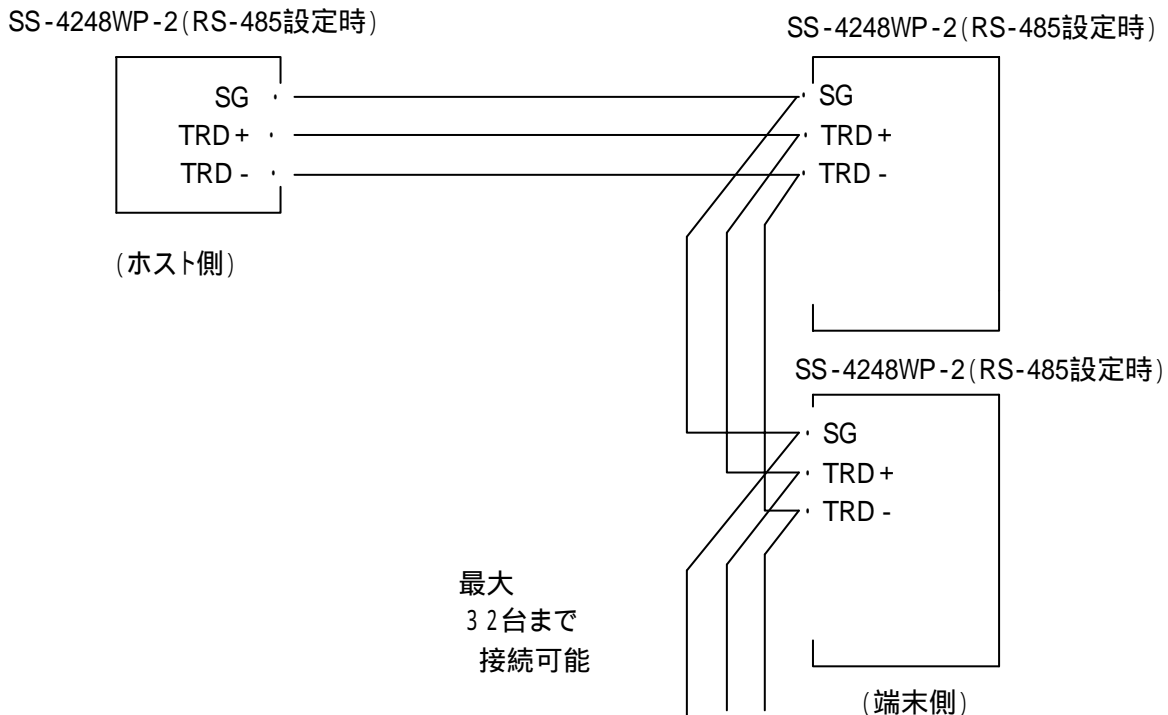 SS-4248WP-2(RS-485設定時)
SS-4248WP-2(RS-485設定時)
SG
TRD+
TRD-
(ホスト側)
SG
TRD+
TRD-
SS-4248WP-2(RS-485設定時)
SG
TRD+
TRD-
最大
32台まで
接続可能
(端末側)